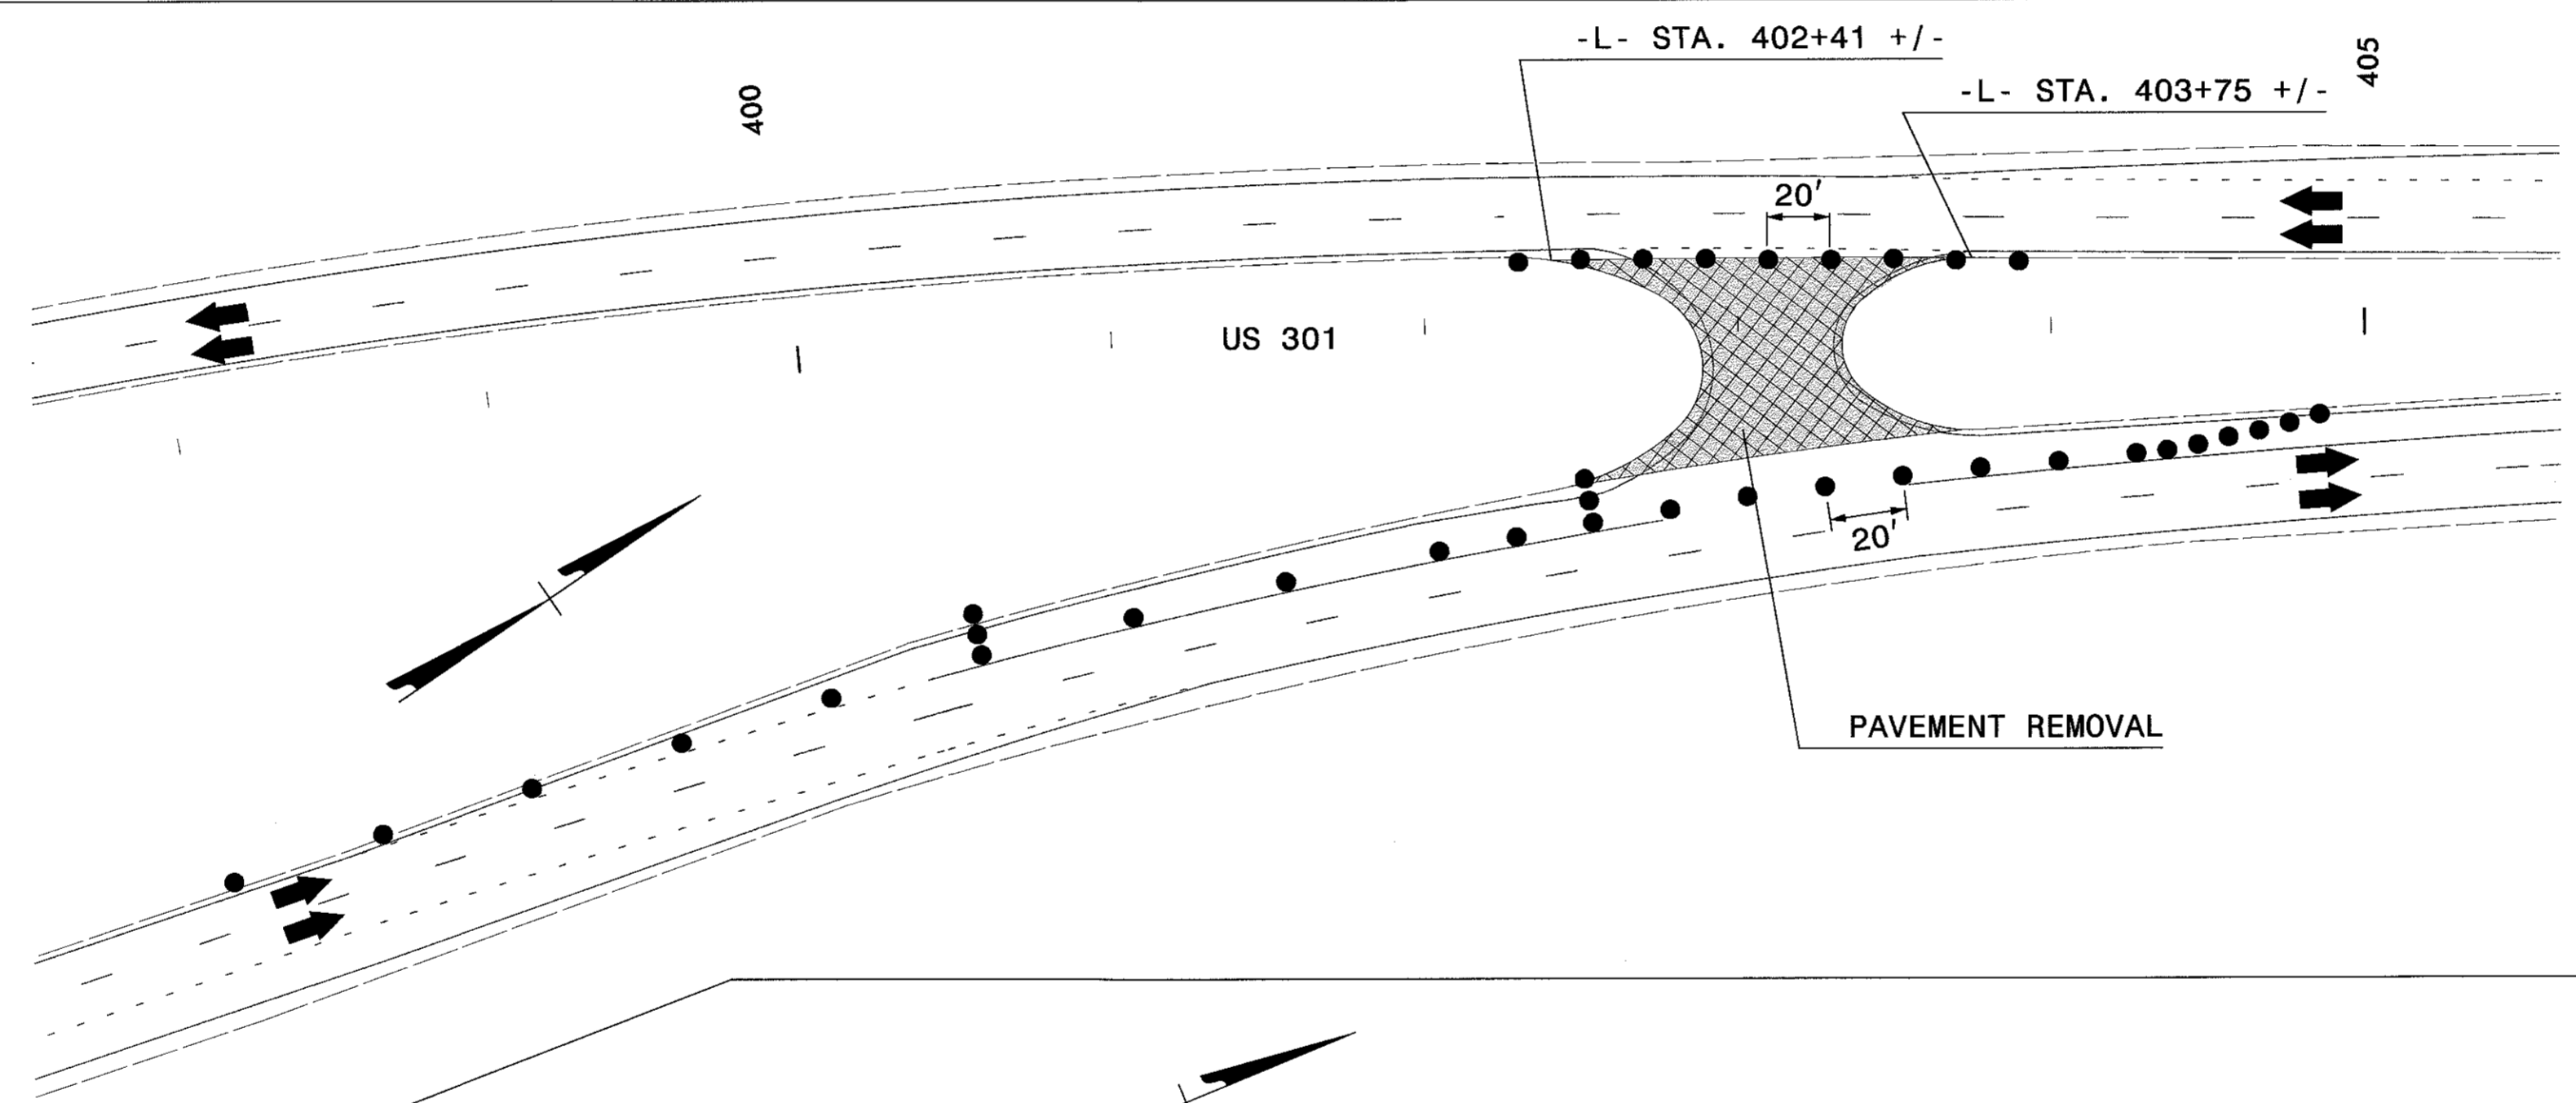 -L- STA. 402+41 +/-
405
-L- STA. 403+75 +/-
400
20'
US 301
20'
PAVEMENT REMOVAL